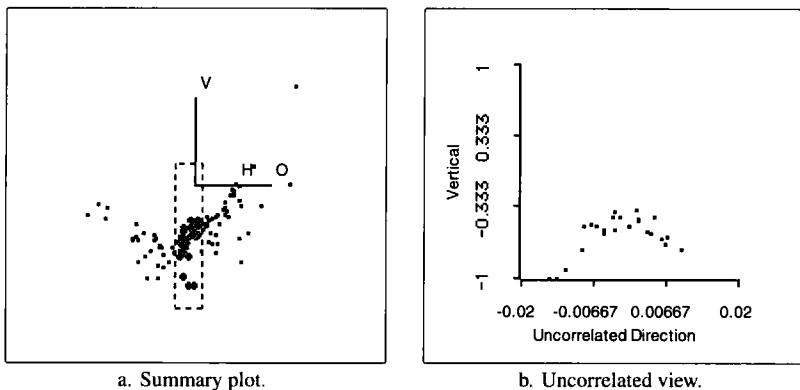 V
H
O
a. Summary plot.
1
0.333
-0.333
-1
Vertical
-0.02 -0.00667 0.00667 0.02
Uncorrelated Direction
b. Uncorrelated view.